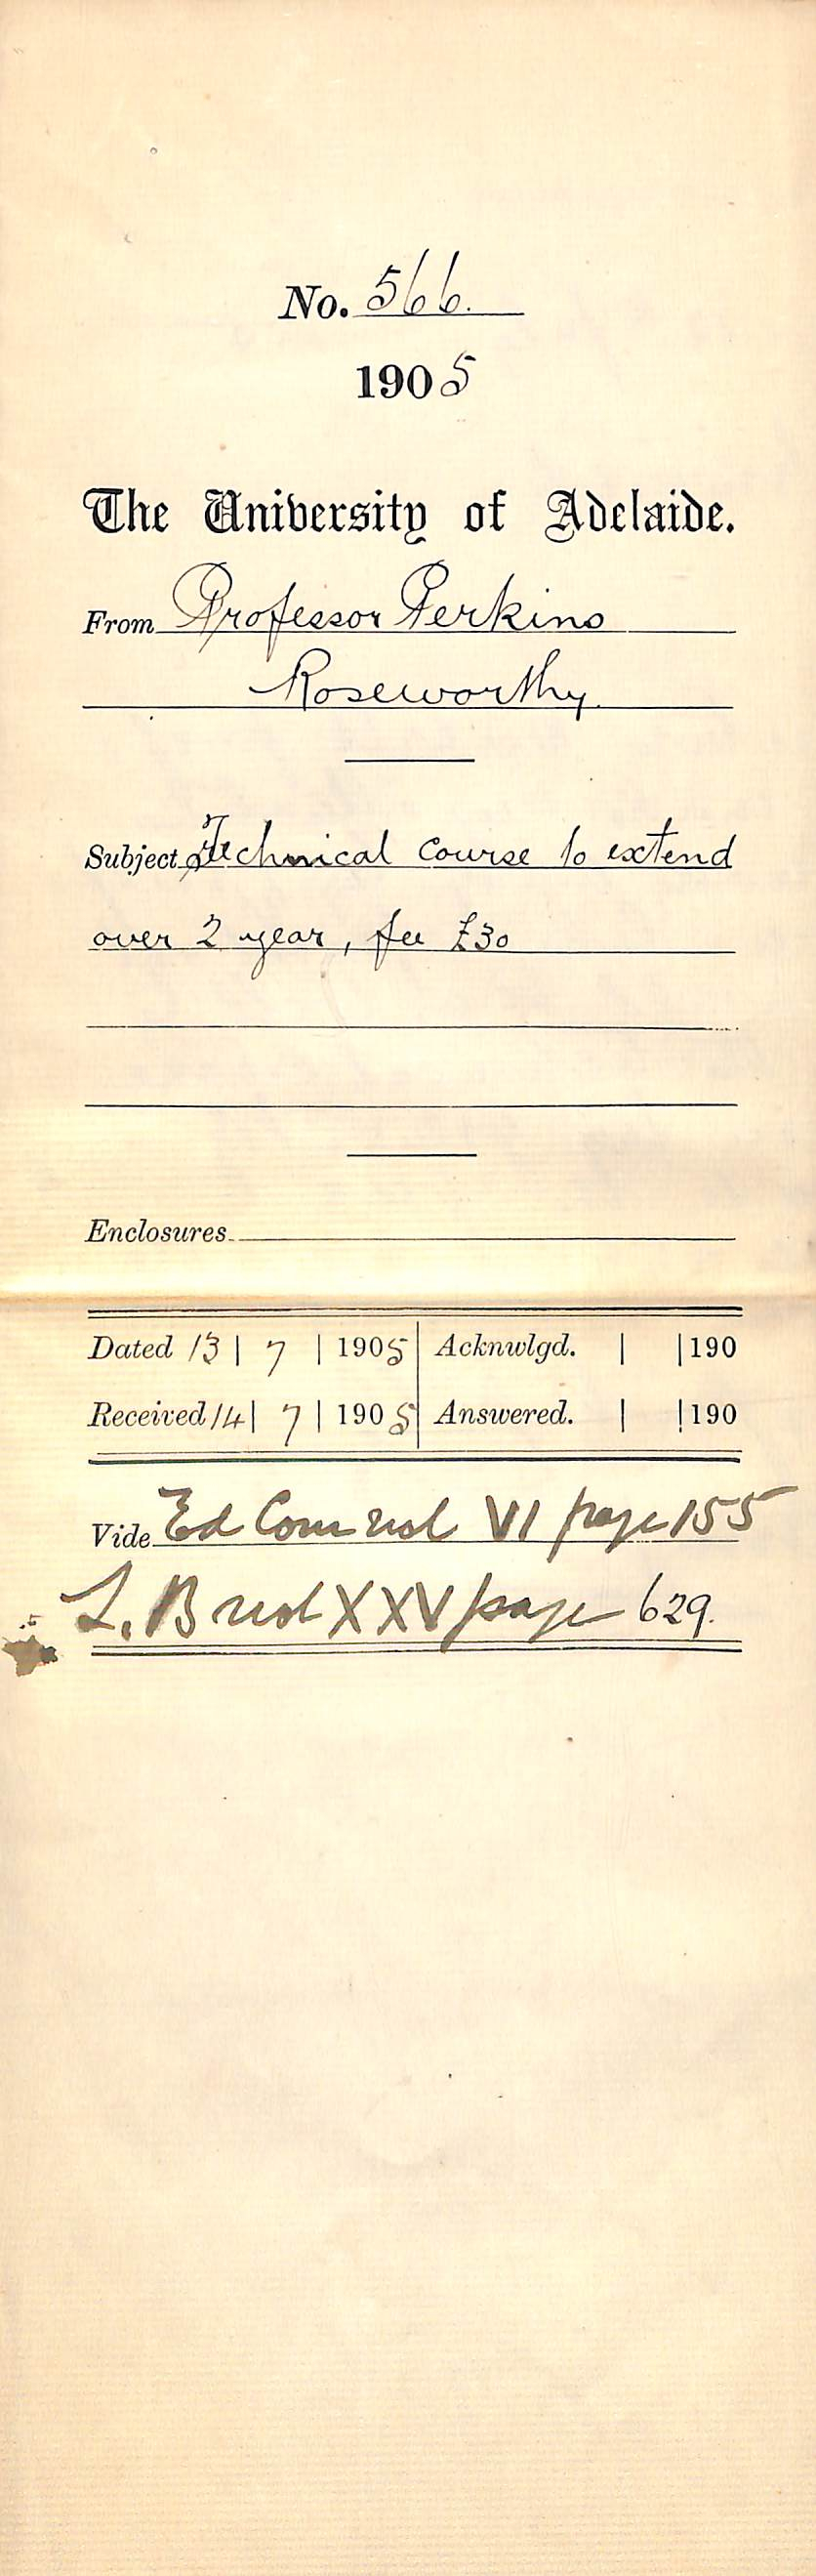 No. 566.
1905
The University of Adelaide.
From Professor Perkins
Roseworthy.
Subject Technical course to extend
over 2 year, fee £30
Enclosures
Dated 13 | 7 | 1905 | Acknwlgd. | | 190
Received 14 | 7 | 1905 | Answered. | | 190
Vide Ed Com vol VI page 155
L. B vol XXV page 629.